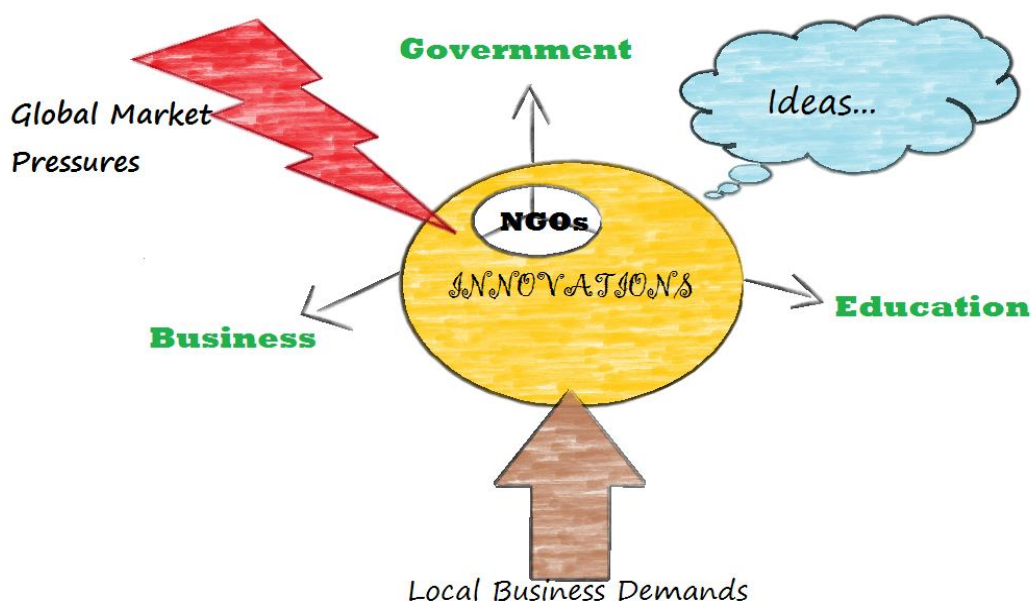 Government
Ideas...
Global Market
Pressures
NGOs
INNOVATIONS
Business
Education
Local Business Demands